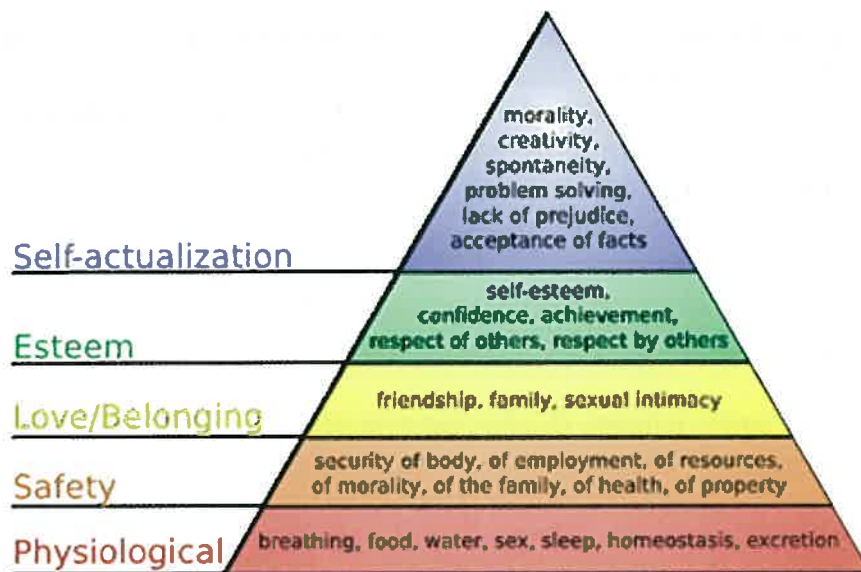 morality,
creativity,
spontaneity,
problem solving,
lack of prejudice,
acceptance of facts
Self-actualization
self-esteem,
confidence, achievement,
respect of others, respect by others
Esteem
friendship, family, sexual intimacy
Love/Belonging
security of body, of employment, of resources,
of morality, of the family, of health, of property
Safety
breathing, food, water, sex, sleep, homeostasis, excretion
Physiological